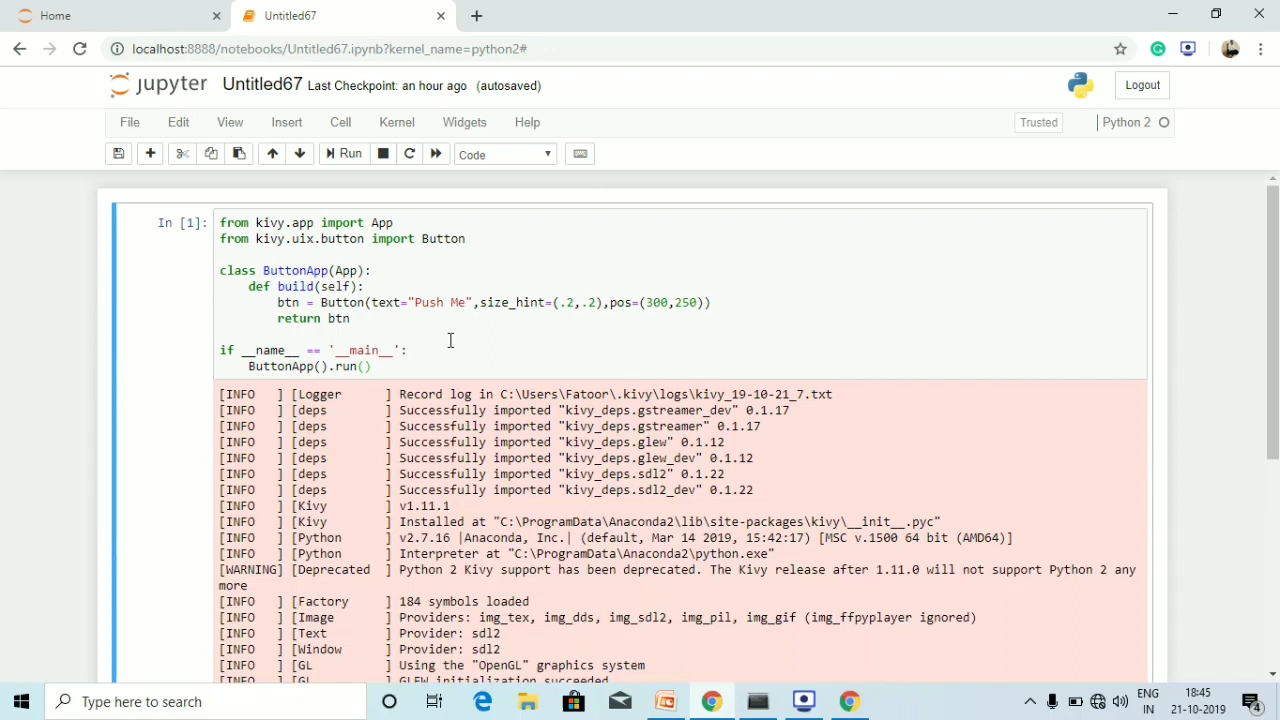 Home
Untitled67
localhost:8888/notebooks/Untitled67.ipynb?kernel_name=python2#
jupyter Untitled67 Last Checkpoint: an hour ago (autosaved)
Logout
File Edit View Insert Cell Kernel Widgets Help
Trusted Python 2
Run Code
In [1]:
from kivy.app import App
from kivy.uix.button import Button
class ButtonApp(App):
def build(self):
btn = Button(text="Push Me",size_hint=(.2,.2),pos=(300,250))
return btn
if __name__ == '__main__':
ButtonApp().run()
[INFO ] [Logger ] Record log in C:\Users\Fatoor\.kivy\logs\kivy_19-10-21_7.txt
[INFO ] [deps ] Successfully imported "kivy_deps.gstreamer_dev" 0.1.17
[INFO ] [deps ] Successfully imported "kivy_deps.gstreamer" 0.1.17
[INFO ] [deps ] Successfully imported "kivy_deps.glew" 0.1.12
[INFO ] [deps ] Successfully imported "kivy_deps.glew_dev" 0.1.12
[INFO ] [deps ] Successfully imported "kivy_deps.sdl2" 0.1.22
[INFO ] [deps ] Successfully imported "kivy_deps.sdl2_dev" 0.1.22
[INFO ] [Kivy ] v1.11.1
[INFO ] [Kivy ] Installed at "C:\ProgramData\Anaconda2\lib\site-packages\kivy\__init__.pyc"
[INFO ] [Python ] v2.7.16 |Anaconda, Inc.| (default, Mar 14 2019, 15:42:17) [MSC v.1500 64 bit (AMD64)]
[INFO ] [Python ] Interpreter at "C:\ProgramData\Anaconda2\python.exe"
[WARNING] [Deprecated ] Python 2 Kivy support has been deprecated. The Kivy release after 1.11.0 will not support Python 2 any
more
[INFO ] [Factory ] 184 symbols loaded
[INFO ] [Image ] Providers: img_tex, img_dds, img_sdl2, img_pil, img_gif (img_ffpyplayer ignored)
[INFO ] [Text ] Provider: sdl2
[INFO ] [Window ] Provider: sdl2
[INFO ] [GL ] Using the "OpenGL" graphics system
[INFO ] [GL ] GLEW initialization succeeded
Type here to search
ENG
IN
18:45
21-10-2019
4